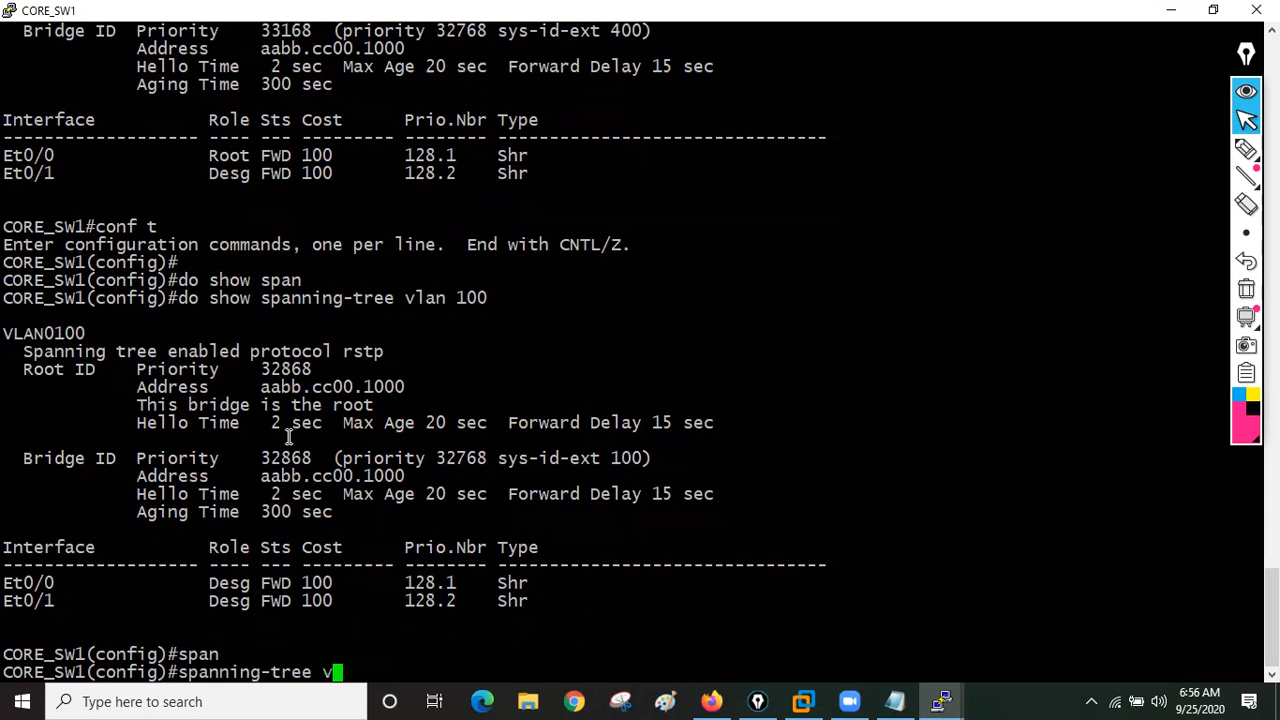 CORE_SW1
Bridge ID  Priority    33168  (priority 32768 sys-id-ext 400)
Address     aabb.cc00.1000
Hello Time   2 sec  Max Age 20 sec  Forward Delay 15 sec
Aging Time  300 sec
Interface           Role Sts Cost      Prio.Nbr Type
------------------- ---- --- --------- -------- --------------------------------
Et0/0               Root FWD 100       128.1    Shr
Et0/1               Desg FWD 100       128.2    Shr
CORE_SW1#conf t
Enter configuration commands, one per line.  End with CNTL/Z.
CORE_SW1(config)#
CORE_SW1(config)#do show span
CORE_SW1(config)#do show spanning-tree vlan 100
VLAN0100
Spanning tree enabled protocol rstp
Root ID    Priority    32868
Address     aabb.cc00.1000
This bridge is the root
Hello Time   2 sec  Max Age 20 sec  Forward Delay 15 sec
Bridge ID  Priority    32868  (priority 32768 sys-id-ext 100)
Address     aabb.cc00.1000
Hello Time   2 sec  Max Age 20 sec  Forward Delay 15 sec
Aging Time  300 sec
Interface           Role Sts Cost      Prio.Nbr Type
------------------- ---- --- --------- -------- --------------------------------
Et0/0               Desg FWD 100       128.1    Shr
Et0/1               Desg FWD 100       128.2    Shr
CORE_SW1(config)#span
CORE_SW1(config)#spanning-tree v
Type here to search
6:56 AM
9/25/2020